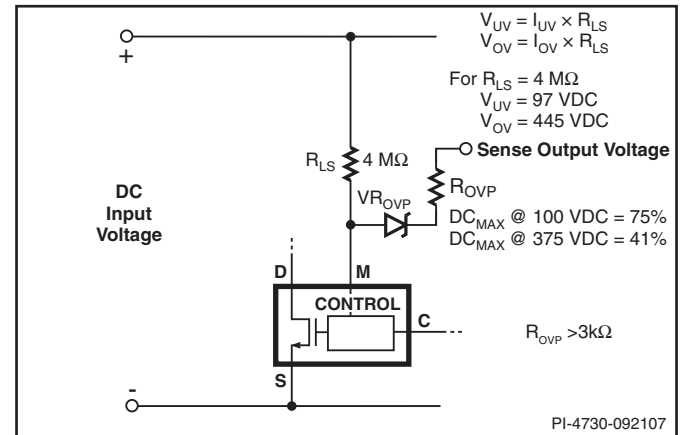 V_UV = I_UV × R_LS
V_OV = I_OV × R_LS
+
For R_LS = 4 MΩ
V_UV = 97 VDC
V_OV = 445 VDC
Sense Output Voltage
R_LS
4 MΩ
R_OVP
VR_OVP
DC
Input
Voltage
DC_MAX @ 100 VDC = 75%
DC_MAX @ 375 VDC = 41%
D
M
CONTROL
C
R_OVP >3kΩ
S
-
PI-4730-092107